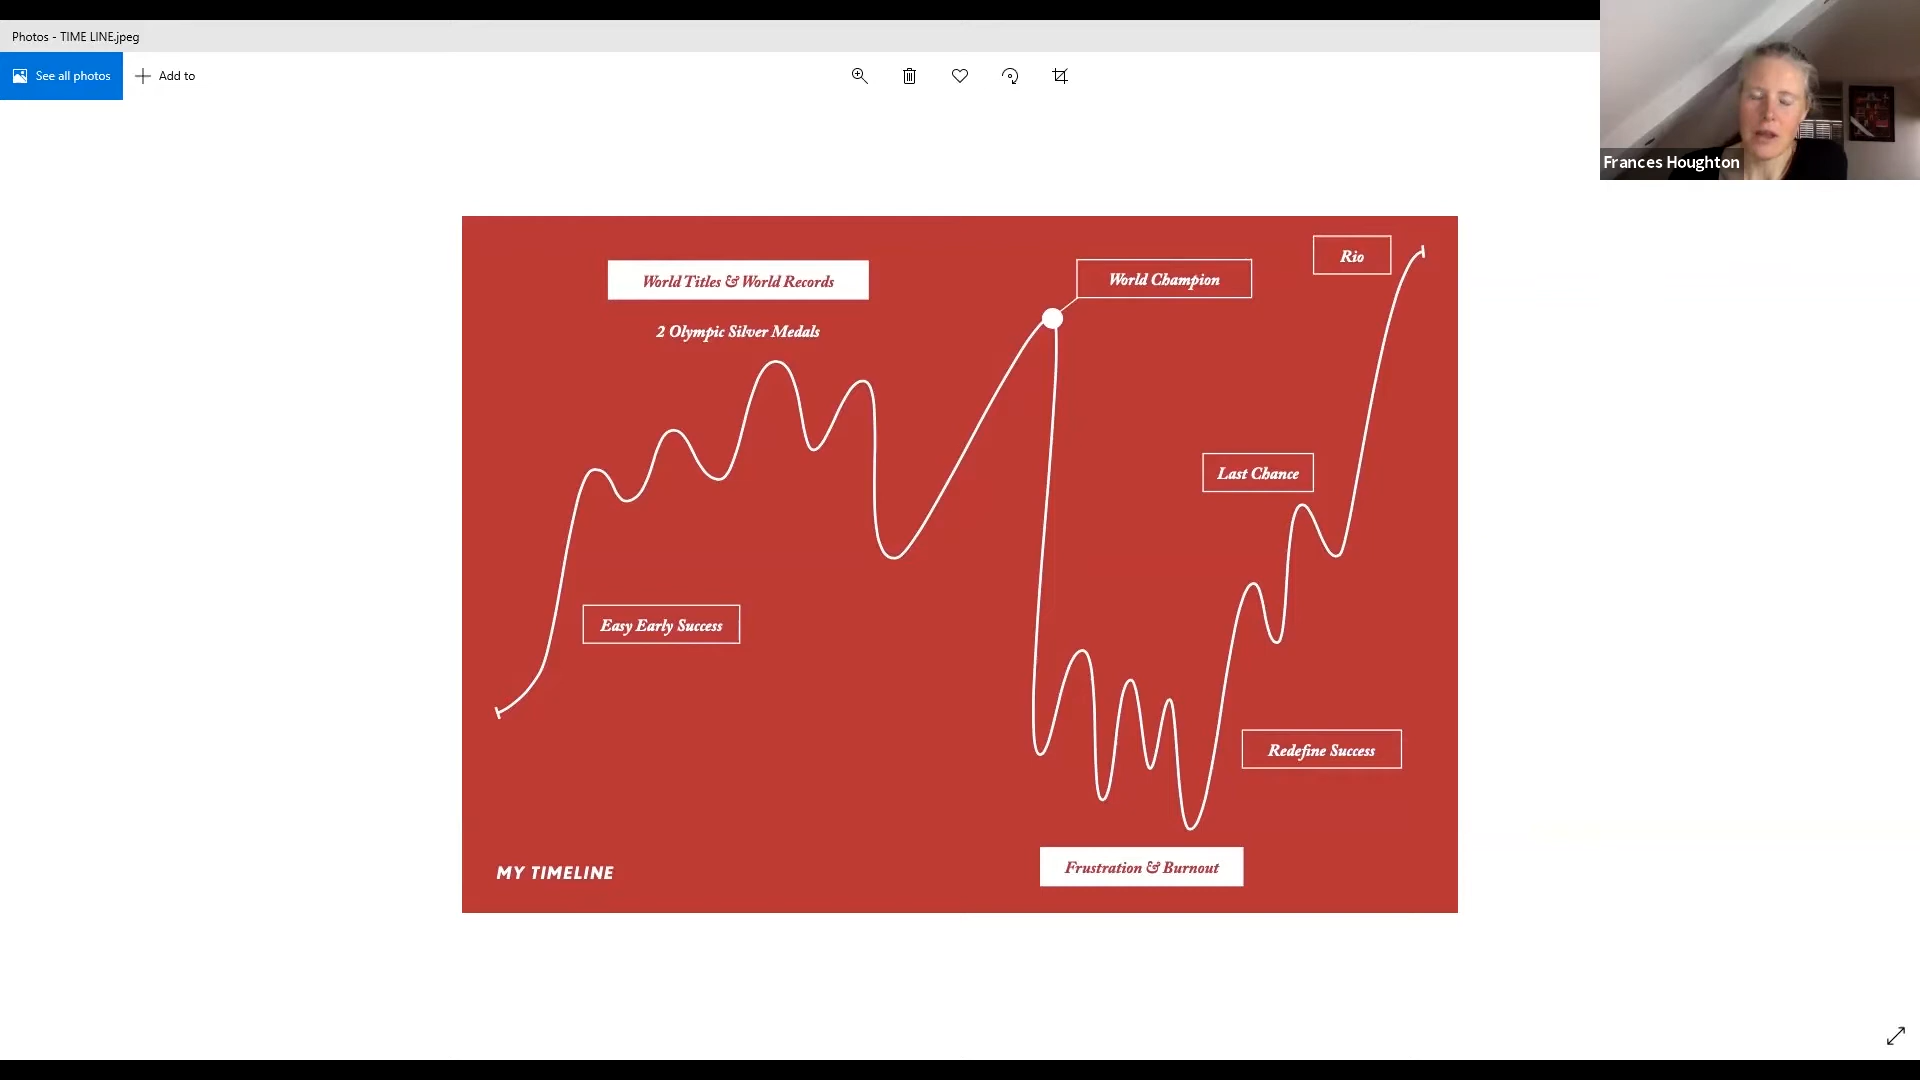 Photos - TIME LINE.jpeg
See all photos
Add to
Frances Houghton
World Titles & World Records
2 Olympic Silver Medals
World Champion
Rio
Last Chance
Easy Early Success
Redefine Success
Frustration & Burnout
MY TIMELINE